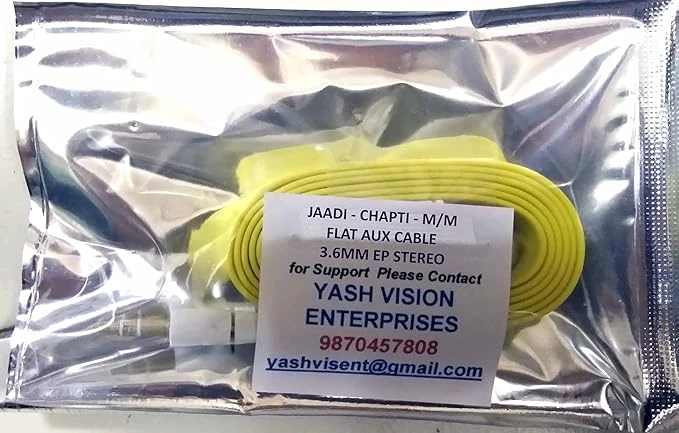 JAADI - CHAPTI - M/M
FLAT AUX CABLE
3.6MM EP STEREO
for Support Please Contact
YASH VISION
ENTERPRISES
9870457808
yashvisent@gmail.com